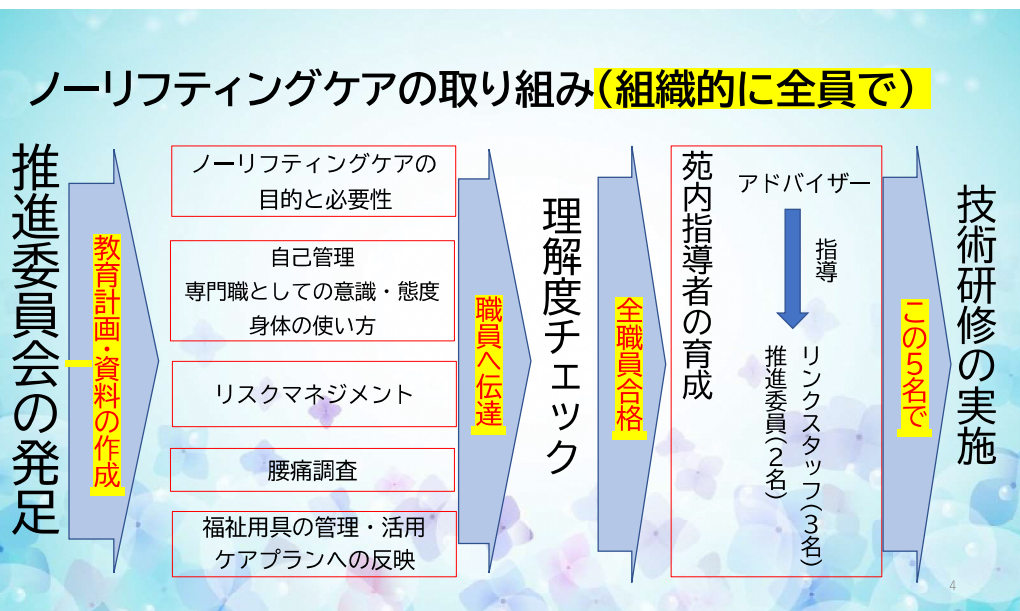 ノーリフティングケアの取り組み（組織的に全員で）
推進委員会の発足
教育計画・資料の作成
ノーリフティングケアの
目的と必要性
自己管理
専門職としての意識・態度
身体の使い方
リスクマネジメント
腰痛調査
福祉用具の管理・活用
ケアプランへの反映
職員へ伝達
理解度チェック
全職員合格
苑内指導者の育成
アドバイザー
指導
リンクスタッフ（3名）
推進委員（2名）
この5名で
技術研修の実施
4